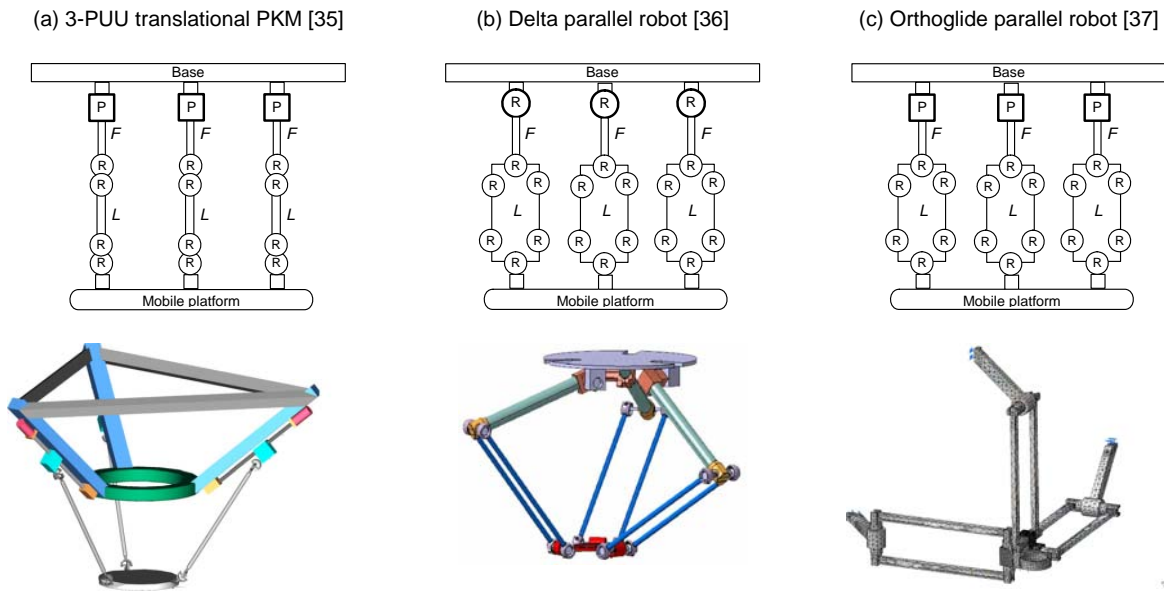 (a) 3-PUU translational PKM [35]
(b) Delta parallel robot [36]
(c) Orthoglide parallel robot [37]
Base
P P P
F F
R R R
R R R
L L
R R R
R R R
Mobile platform
Base
R R R
F F
R R R
R R R R R R
L L L
R R R R R R
R R R
Mobile platform
Base
P P P
F F
R R R
R R R R R R
L L L
R R R R R R
R R R
Mobile platform